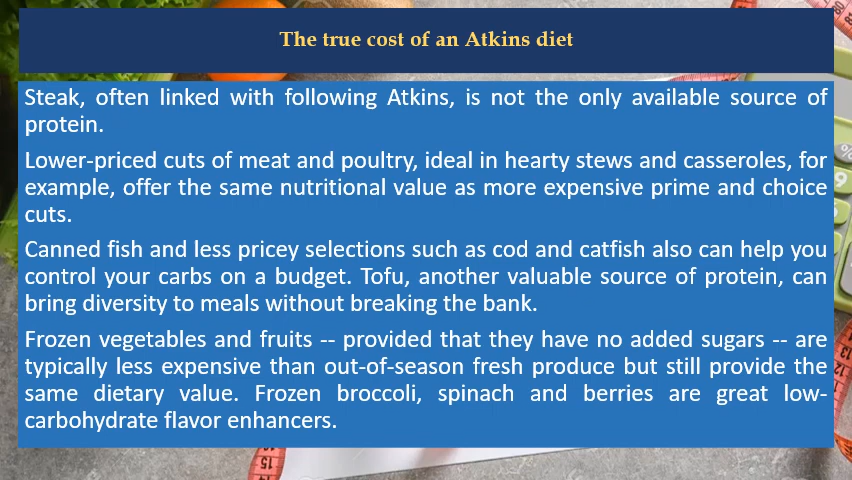 The true cost of an Atkins diet
Steak, often linked with following Atkins, is not the only available source of
protein.
Lower-priced cuts of meat and poultry, ideal in hearty stews and casseroles, for
example, offer the same nutritional value as more expensive prime and choice
cuts.
Canned fish and less pricey selections such as cod and catfish also can help you
control your carbs on a budget. Tofu, another valuable source of protein, can
bring diversity to meals without breaking the bank.
Frozen vegetables and fruits -- provided that they have no added sugars -- are
typically less expensive than out-of-season fresh produce but still provide the
same dietary value. Frozen broccoli, spinach and berries are great low-
carbohydrate flavor enhancers.
80
81
%
9
13
12
15